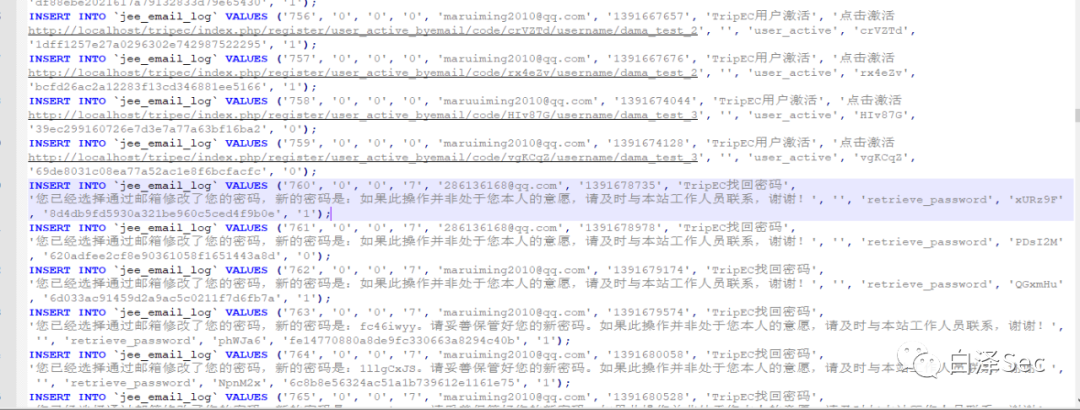 'df88ebe2021617a79132833d79e65430', '1');
INSERT INTO `jee_email_log` VALUES ('756', '0', '0', '0', 'maruiming2010@qq.com', '1391667657', 'TripEC用户激活', '点击激活
http://localhost/tripec/index.php/register/user_active_byemail/code/crVZTd/username/dama_test_2', '', 'user_active', 'crVZTd',
'1dff1257e27a0296302e742987522295', '1');
INSERT INTO `jee_email_log` VALUES ('757', '0', '0', '0', 'maruiming2010@qq.com', '1391667676', 'TripEC用户激活', '点击激活
http://localhost/tripec/index.php/register/user_active_byemail/code/rx4eZv/username/dama_test_2', '', 'user_active', 'rx4eZv',
'bcfd26ac2a12283f13cd346881ee5166', '1');
INSERT INTO `jee_email_log` VALUES ('758', '0', '0', '0', 'maruuiming2010@qq.com', '1391674044', 'TripEC用户激活', '点击激活
http://localhost/tripec/index.php/register/user_active_byemail/code/HIv87G/username/dama_test_3', '', 'user_active', 'HIv87G',
'39ec299160726e7d3e7a77a63bf16ba2', '0');
INSERT INTO `jee_email_log` VALUES ('759', '0', '0', '0', 'maruiming2010@qq.com', '1391674128', 'TripEC用户激活', '点击激活
http://localhost/tripec/index.php/register/user_active_byemail/code/vgKCqZ/username/dama_test_3', '', 'user_active', 'vgKCqZ',
'69de8031c08ea77a52ac1e8f6bcfacfc', '0');
INSERT INTO `jee_email_log` VALUES ('760', '0', '0', '7', '286136168@qq.com', '1391678735', 'TripEC找回密码',
'您已经选择通过邮箱修改了您的密码，新的密码是：如果此操作并非处于您本人的意愿，请及时与本站工作人员联系，谢谢！', '', 'retrieve_password', 'xURz9F'
, '8d4db9fd5930a321be960c5ced4f9b0e', '1');
INSERT INTO `jee_email_log` VALUES ('761', '0', '0', '7', '286136168@qq.com', '1391678978', 'TripEC找回密码',
'您已经选择通过邮箱修改了您的密码，新的密码是：如果此操作并非处于您本人的意愿，请及时与本站工作人员联系，谢谢！', '', 'retrieve_password', 'PDsI2M'
, '620adfee2cf8e90361058f1651443a8d', '0');
INSERT INTO `jee_email_log` VALUES ('762', '0', '0', '7', 'maruiming2010@qq.com', '1391679174', 'TripEC找回密码',
'您已经选择通过邮箱修改了您的密码，新的密码是：如果此操作并非处于您本人的意愿，请及时与本站工作人员联系，谢谢！', '', 'retrieve_password', 'QGxmHu'
, '6d033ac91459d2a9ac5c0211f7d6fb7a', '1');
INSERT INTO `jee_email_log` VALUES ('763', '0', '0', '7', 'maruiming2010@qq.com', '1391679574', 'TripEC找回密码',
'您已经选择通过邮箱修改了您的密码，新的密码是：fc46iwyy。请妥善保管好您的新密码。如果此操作并非处于您本人的意愿，请及时与本站工作人员联系，谢谢！',
'', 'retrieve_password', 'phWJa6', 'fe14770880a8de9fc330663a8294c40b', '1');
INSERT INTO `jee_email_log` VALUES ('764', '0', '0', '7', 'maruiming2010@qq.com', '1391680058', 'TripEC找回密码',
'您已经选择通过邮箱修改了您的密码，新的密码是：1llgCxJS。请妥善保管好您的新密码。如果此操作并非处于您本人的意愿，请及时与本站工作人员联系，谢谢！',
'', 'retrieve_password', 'NpnM2x', '6c8b8e56324ac51a1b739612e1161e75', '1');
INSERT INTO `jee_email_log` VALUES ('765', '0', '0', '7', 'maruiming2010@qq.com', '1391680528', 'TripEC找回密码',
白泽Sec